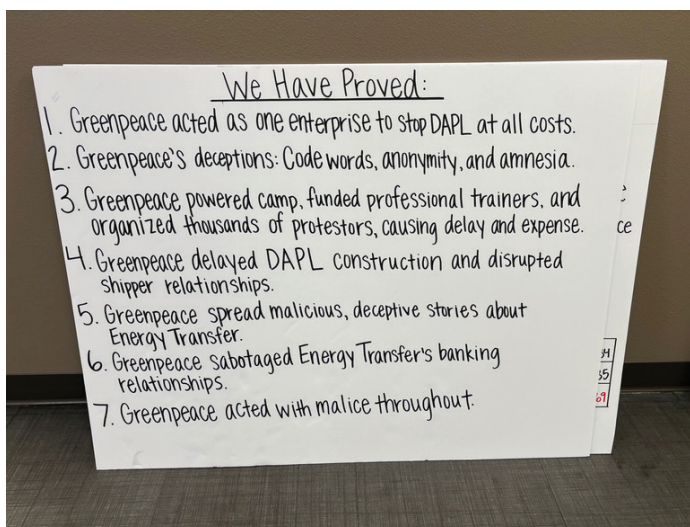 We Have Proved:
1. Greenpeace acted as one enterprise to stop DAPL at all costs.
2. Greenpeace's deceptions: Code words, anonymity, and amnesia.
3. Greenpeace powered camp, funded professional trainers, and
organized thousands of protestors, causing delay and expense.
4. Greenpeace delayed DAPL construction and disrupted
shipper relationships.
5. Greenpeace spread malicious, deceptive stories about
Energy Transfer.
6. Greenpeace sabotaged Energy Transfer's banking
relationships.
7. Greenpeace acted with malice throughout.
ce